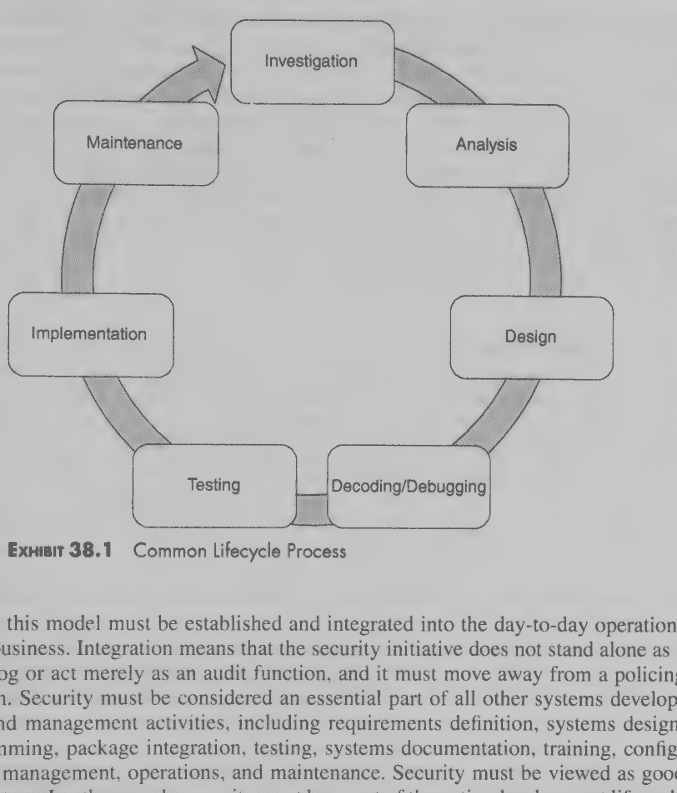 Investigation
Analysis
Design
Decoding/Debugging
Testing
Implementation
Maintenance
EXHIBIT 38.1 Common Lifecycle Process
this model must be established and integrated into the day-to-day operation
usiness. Integration means that the security initiative does not stand alone as
og or act merely as an audit function, and it must move away from a policing
n. Security must be considered an essential part of all other systems develop
nd management activities, including requirements definition, systems design
mming, package integration, testing, systems documentation, training, config
management, operations, and maintenance. Security must be viewed as good